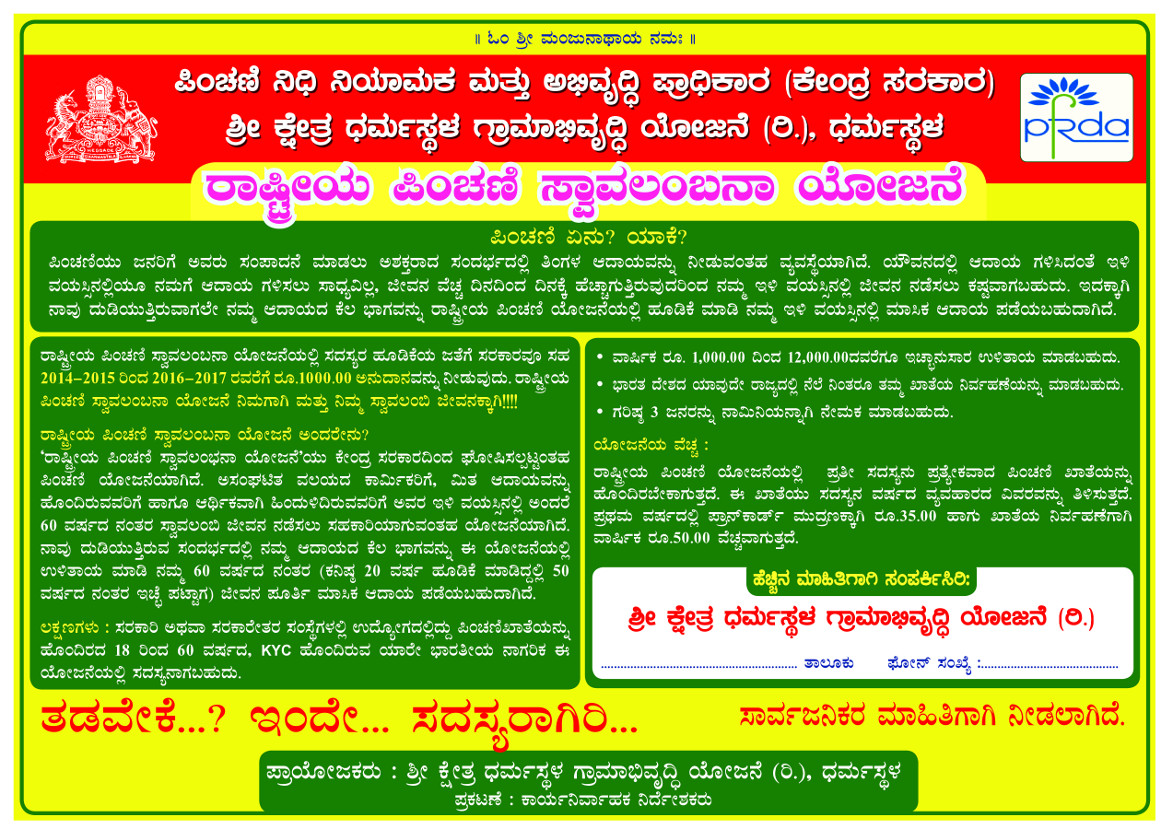 ॥ ಓಂ ಶ್ರೀ ಮಂಜುನಾಥಾಯ ನಮಃ ॥
ಪಿಂಚಣಿ ನಿಧಿ ನಿಯಾಮಕ ಮತ್ತು ಅಭಿವೃದ್ಧಿ ಪ್ರಾಧಿಕಾರ (ಕೇಂದ್ರ ಸರಕಾರ)
ಶ್ರೀ ಕ್ಷೇತ್ರ ಧರ್ಮಸ್ಥಳ ಗ್ರಾಮಾಭಿವೃದ್ಧಿ ಯೋಜನೆ (ರಿ.), ಧರ್ಮಸ್ಥಳ
HEGGADE
pfrda
ರಾಷ್ಟ್ರೀಯ ಪಿಂಚಣಿ ಸ್ವಾವಲಂಬನಾ ಯೋಜನೆ
ಪಿಂಚಣಿ ಏನು? ಯಾಕೆ?
ಪಿಂಚಣಿಯು ಜನರಿಗೆ ಅವರು ಸಂಪಾದನೆ ಮಾಡಲು ಅಶಕ್ತರಾದ ಸಂದರ್ಭದಲ್ಲಿ ತಿಂಗಳ ಆದಾಯವನ್ನು ನೀಡುವಂತಹ ವ್ಯವಸ್ಥೆಯಾಗಿದೆ. ಯೌವನದಲ್ಲಿ ಆದಾಯ ಗಳಿಸಿದಂತೆ ಇಳಿ
ವಯಸ್ಸಿನಲ್ಲಿಯೂ ನಮಗೆ ಆದಾಯ ಗಳಿಸಲು ಸಾಧ್ಯವಿಲ್ಲ, ಜೀವನ ವೆಚ್ಚ ದಿನದಿಂದ ದಿನಕ್ಕೆ ಹೆಚ್ಚಾಗುತ್ತಿರುವುದರಿಂದ ನಮ್ಮ ಇಳಿ ವಯಸ್ಸಿನಲ್ಲಿ ಜೀವನ ನಡೆಸಲು ಕಷ್ಟವಾಗಬಹುದು. ಇದಕ್ಕಾಗಿ
ನಾವು ದುಡಿಯುತ್ತಿರುವಾಗಲೇ ನಮ್ಮ ಆದಾಯದ ಕೆಲ ಭಾಗವನ್ನು ರಾಷ್ಟ್ರೀಯ ಪಿಂಚಣಿ ಯೋಜನೆಯಲ್ಲಿ ಹೂಡಿಕೆ ಮಾಡಿ ನಮ್ಮ ಇಳಿ ವಯಸ್ಸಿನಲ್ಲಿ ಮಾಸಿಕ ಆದಾಯ ಪಡೆಯಬಹುದಾಗಿದೆ.
ರಾಷ್ಟ್ರೀಯ ಪಿಂಚಣಿ ಸ್ವಾವಲಂಬನಾ ಯೋಜನೆಯಲ್ಲಿ ಸದಸ್ಯರ ಹೂಡಿಕೆಯ ಜತೆಗೆ ಸರಕಾರವೂ ಸಹ
2014-2015 ರಿಂದ 2016-2017 ರವರೆಗೆ ರೂ.1000.00 ಅನುದಾನವನ್ನು ನೀಡುವುದು. ರಾಷ್ಟ್ರೀಯ
ಪಿಂಚಣಿ ಸ್ವಾವಲಂಬನಾ ಯೋಜನೆ ನಿಮಗಾಗಿ ಮತ್ತು ನಿಮ್ಮ ಸ್ವಾವಲಂಬಿ ಜೀವನಕ್ಕಾಗಿ!!!!
ರಾಷ್ಟ್ರೀಯ ಪಿಂಚಣಿ ಸ್ವಾವಲಂಬನಾ ಯೋಜನೆ ಅಂದರೇನು?
'ರಾಷ್ಟ್ರೀಯ ಪಿಂಚಣಿ ಸ್ವಾವಲಂಭನಾ ಯೋಜನೆ'ಯು ಕೇಂದ್ರ ಸರಕಾರದಿಂದ ಘೋಷಿಸಲ್ಪಟ್ಟಂತಹ
ಪಿಂಚಣಿ ಯೋಜನೆಯಾಗಿದೆ. ಅಸಂಘಟಿತ ವಲಯದ ಕಾರ್ಮಿಕರಿಗೆ, ಮಿತ ಆದಾಯವನ್ನು
ಹೊಂದಿರುವವರಿಗೆ ಹಾಗೂ ಆರ್ಥಿಕವಾಗಿ ಹಿಂದುಳಿದಿರುವವರಿಗೆ ಅವರ ಇಳಿ ವಯಸ್ಸಿನಲ್ಲಿ ಅಂದರೆ
60 ವರ್ಷದ ನಂತರ ಸ್ವಾವಲಂಬಿ ಜೀವನ ನಡೆಸಲು ಸಹಕಾರಿಯಾಗುವಂತಹ ಯೋಜನೆಯಾಗಿದೆ.
ನಾವು ದುಡಿಯುತ್ತಿರುವ ಸಂದರ್ಭದಲ್ಲಿ ನಮ್ಮ ಆದಾಯದ ಕೆಲ ಭಾಗವನ್ನು ಈ ಯೋಜನೆಯಲ್ಲಿ
ಉಳಿತಾಯ ಮಾಡಿ ನಮ್ಮ 60 ವರ್ಷದ ನಂತರ (ಕನಿಷ್ಠ 20 ವರ್ಷ ಹೂಡಿಕೆ ಮಾಡಿದ್ದಲ್ಲಿ 50
ವರ್ಷದ ನಂತರ ಇಚ್ಛೆ ಪಟ್ಟಾಗ) ಜೀವನ ಪೂರ್ತಿ ಮಾಸಿಕ ಆದಾಯ ಪಡೆಯಬಹುದಾಗಿದೆ.
ಲಕ್ಷಣಗಳು : ಸರಕಾರಿ ಅಥವಾ ಸರಕಾರೇತರ ಸಂಸ್ಥೆಗಳಲ್ಲಿ ಉದ್ಯೋಗದಲ್ಲಿದ್ದು ಪಿಂಚಣಿಖಾತೆಯನ್ನು
ಹೊಂದಿರದ 18 ರಿಂದ 60 ವರ್ಷದ, KYC ಹೊಂದಿರುವ ಯಾರೇ ಭಾರತೀಯ ನಾಗರಿಕ ಈ
ಯೋಜನೆಯಲ್ಲಿ ಸದಸ್ಯನಾಗಬಹುದು.
• ವಾರ್ಷಿಕ ರೂ. 1,000.00 ದಿಂದ 12,000.00ದವರೆಗೂ ಇಚ್ಛಾನುಸಾರ ಉಳಿತಾಯ ಮಾಡಬಹುದು.
• ಭಾರತ ದೇಶದ ಯಾವುದೇ ರಾಜ್ಯದಲ್ಲಿ ನೆಲೆ ನಿಂತರೂ ತಮ್ಮ ಖಾತೆಯ ನಿರ್ವಹಣೆಯನ್ನು ಮಾಡಬಹುದು.
• ಗರಿಷ್ಠ 3 ಜನರನ್ನು ನಾಮಿನಿಯನ್ನಾಗಿ ನೇಮಕ ಮಾಡಬಹುದು.
ಯೋಜನೆಯ ವೆಚ್ಚ :
ರಾಷ್ಟ್ರೀಯ ಪಿಂಚಣಿ ಯೋಜನೆಯಲ್ಲಿ ಪ್ರತೀ ಸದಸ್ಯನು ಪ್ರತ್ಯೇಕವಾದ ಪಿಂಚಣಿ ಖಾತೆಯನ್ನು
ಹೊಂದಿರಬೇಕಾಗುತ್ತದೆ. ಈ ಖಾತೆಯು ಸದಸ್ಯನ ವರ್ಷದ ವ್ಯವಹಾರದ ವಿವರವನ್ನು ತಿಳಿಸುತ್ತದೆ.
ಪ್ರಥಮ ವರ್ಷದಲ್ಲಿ ಪ್ರಾನ್‌ಕಾರ್ಡ್ ಮುದ್ರಣಕ್ಕಾಗಿ ರೂ.35.00 ಹಾಗು ಖಾತೆಯ ನಿರ್ವಹಣೆಗಾಗಿ
ವಾರ್ಷಿಕ ರೂ.50.00 ವೆಚ್ಚವಾಗುತ್ತದೆ.
ಹೆಚ್ಚಿನ ಮಾಹಿತಿಗಾಗಿ ಸಂಪರ್ಕಿಸಿರಿ:
ಶ್ರೀ ಕ್ಷೇತ್ರ ಧರ್ಮಸ್ಥಳ ಗ್ರಾಮಾಭಿವೃದ್ಧಿ ಯೋಜನೆ (ರಿ.)
............................................................ ತಾಲೂಕು ಫೋನ್ ಸಂಖ್ಯೆ :..........................................
ತಡವೇಕೆ...? ಇಂದೇ... ಸದಸ್ಯರಾಗಿರಿ...
ಸಾರ್ವಜನಿಕರ ಮಾಹಿತಿಗಾಗಿ ನೀಡಲಾಗಿದೆ.
ಪ್ರಾಯೋಜಕರು : ಶ್ರೀ ಕ್ಷೇತ್ರ ಧರ್ಮಸ್ಥಳ ಗ್ರಾಮಾಭಿವೃದ್ಧಿ ಯೋಜನೆ (ರಿ.), ಧರ್ಮಸ್ಥಳ
ಪ್ರಕಟಣೆ : ಕಾರ್ಯನಿರ್ವಾಹಕ ನಿರ್ದೇಶಕರು